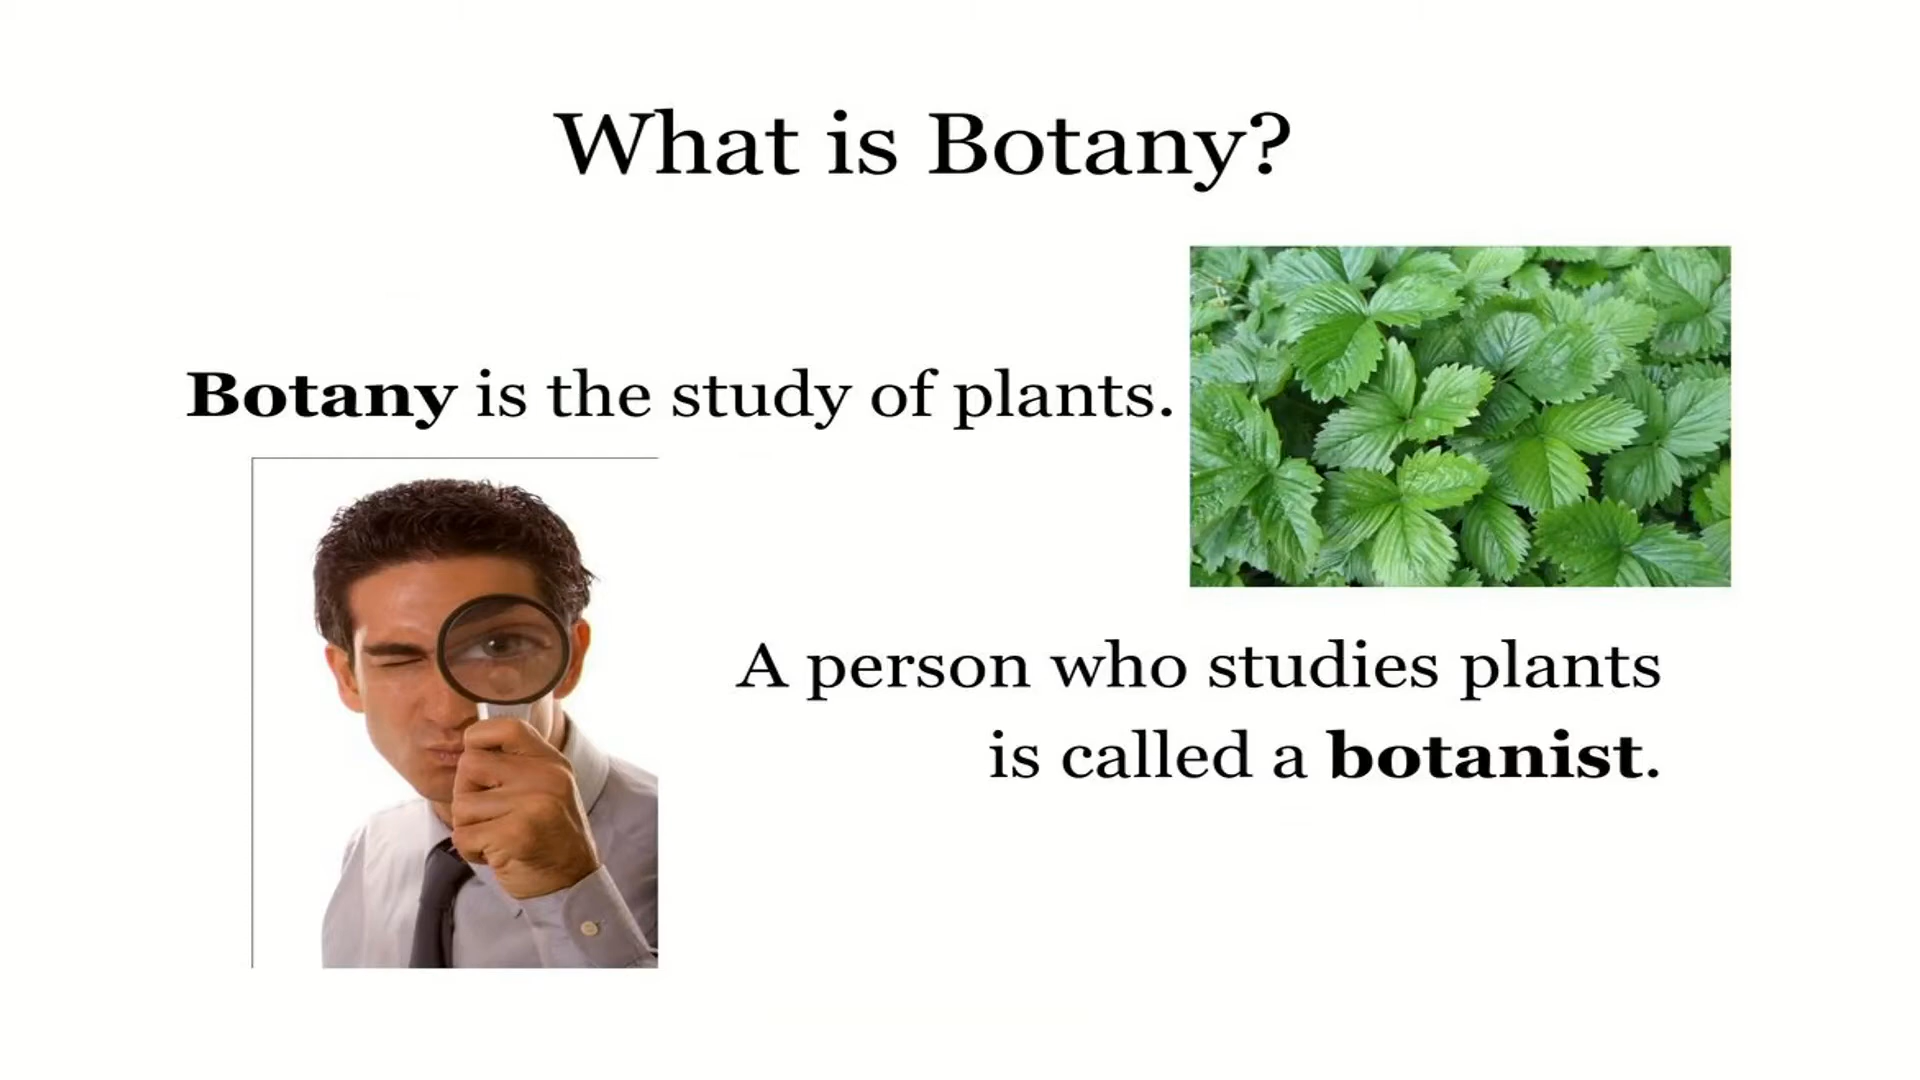 What is Botany?
Botany is the study of plants.
A person who studies plants
is called a botanist.